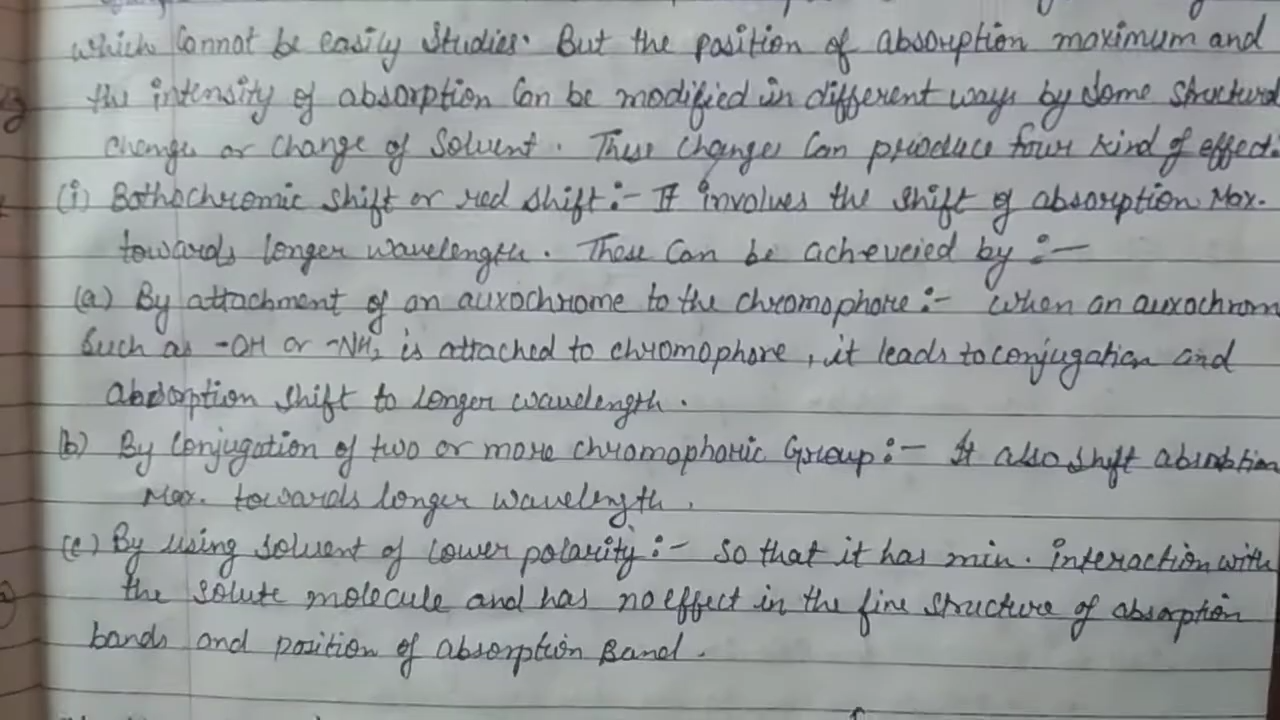 which Connot be easily studies. But the position of absorption maximum and
the intensity of absorption Can be modified in different ways by some structural
change or change of Solvent. These changes Can produce four kind of effect.
(i) Bathochromic shift or red shift :- It involves the shift of absorption Max.
towards longer wavelength. These Can be acheveied by :-
(a) By attachment of an auxochrome to the chromophore :- when an auxochrom
Such as -OH or -NH₂ is attached to chromophore, it leads to conjugation and
absorption shift to longer wavelength.
(b) By Conjugation of two or more chromophoric Group :- It also shift absorbtion
Max. towards longer wavelength.
(c) By using solvent of lower polarity :- so that it has min. interaction with
the solute molecule and has no effect in the fine structure of absorption
bands and position of absorption Band.